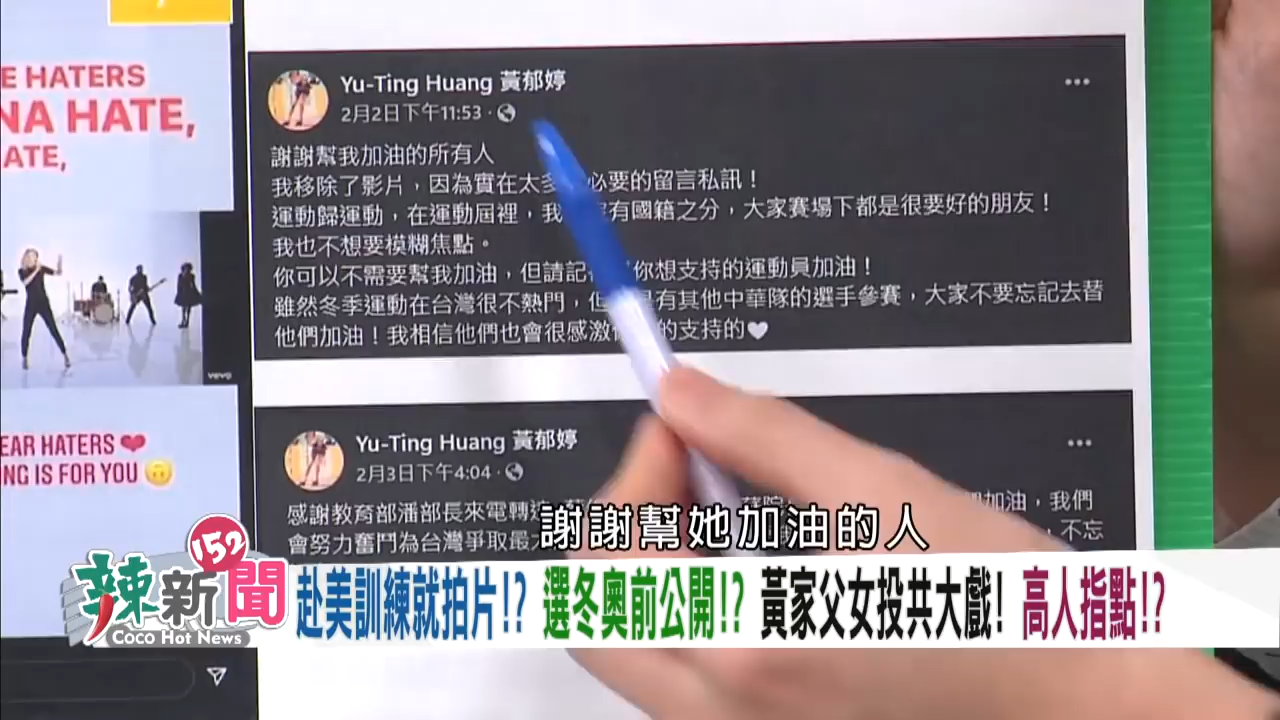 E HATERS
NA HATE,
ATE,
vevo
EAR HATERS ❤
NG IS FOR YOU 🙃
Yu-Ting Huang 黃郁婷
2月2日下午11:53 ·
謝謝幫我加油的所有人
我移除了影片，因為實在太多 必要的留言私訊！
運動歸運動，在運動屆裡，我 有國籍之分，大家賽場下都是很要好的朋友！
我也不想要模糊焦點。
你可以不需要幫我加油，但請記 你想支持的運動員加油！
雖然冬季運動在台灣很不熱門，但 有其他中華隊的選手參賽，大家不要忘記去替
他們加油！我相信他們也會很感激 的支持的🤍
Yu-Ting Huang 黃郁婷
2月3日下午4:04 ·
感謝教育部潘部長來電轉達 加油，我們
會努力奮鬥為台灣爭取最 ，不忘
謝謝幫她加油的人
152
辣新聞
Coco Hot News
赴美訓練就拍片!? 選冬奧前公開!? 黃家父女投共大戲! 高人指點!?